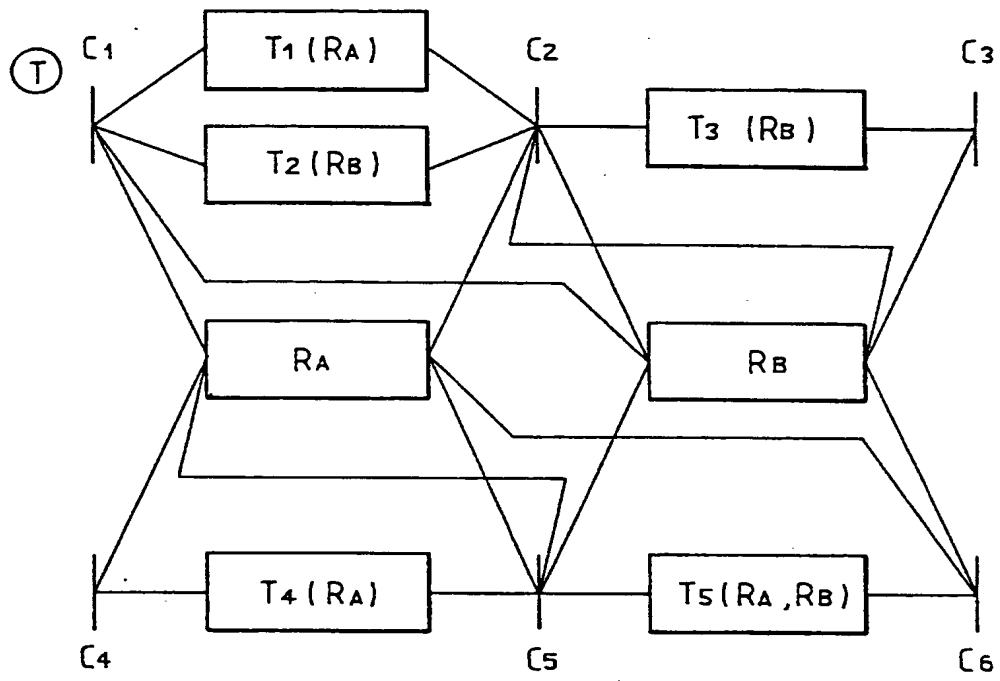 T
C1
T1 (RA)
C2
C3
T2 (RB)
T3 (RB)
RA
RB
T4 (RA)
T5 (RA, RB)
C4
C5
C6